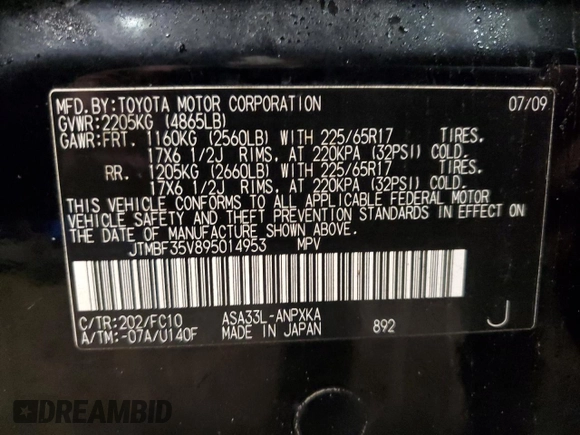 MFD.BY:TOYOTA MOTOR CORPORATION 07/09
GVWR:2205KG (4865LB)
GAWR:FRT. 1160KG (2560LB) WITH 225/65R17 TIRES.
17X6 1/2J RIMS. AT 220KPA (32PSI) COLD.
RR. 1205KG (2660LB) WITH 225/65R17 TIRES.
17X6 1/2J RIMS. AT 220KPA (32PSI) COLD.
THIS VEHICLE CONFORMS TO ALL APPLICABLE FEDERAL MOTOR
VEHICLE SAFETY AND THEFT PREVENTION STANDARDS IN EFFECT ON
THE DATE OF MANUFACTURE SHOWN ABOVE.
JTMBF35V895014953 MPV
C/TR:202/FC10 ASA33L-ANPXKA
A/TM:-07A/U140F MADE IN JAPAN 892 J
DREAMBID